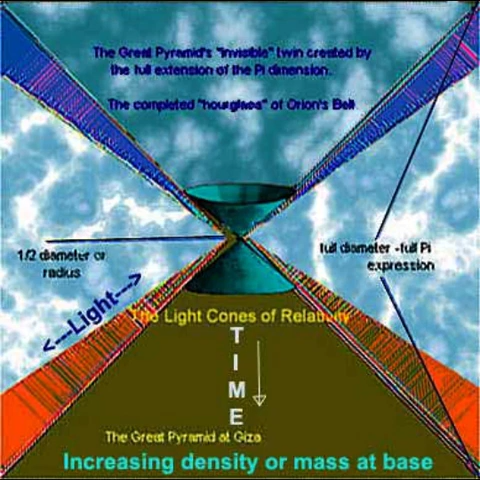 The Great Pyramid's "invisible" twin created by
the full extension of the Pi dimension.
The completed "hourglass" of Orion's Belt
1/2 diameter or
radius
full diameter -full Pi
expression
<---Light--->
The Light Cones of Relativity
T
I
M
E
The Great Pyramid at Giza
Increasing density or mass at base